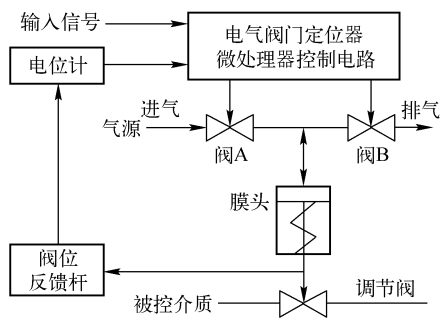 输入信号
电气阀门定位器
微处理器控制电路
电位计
进气
气源
排气
阀A
阀B
膜头
阀位
反馈杆
被控介质
调节阀